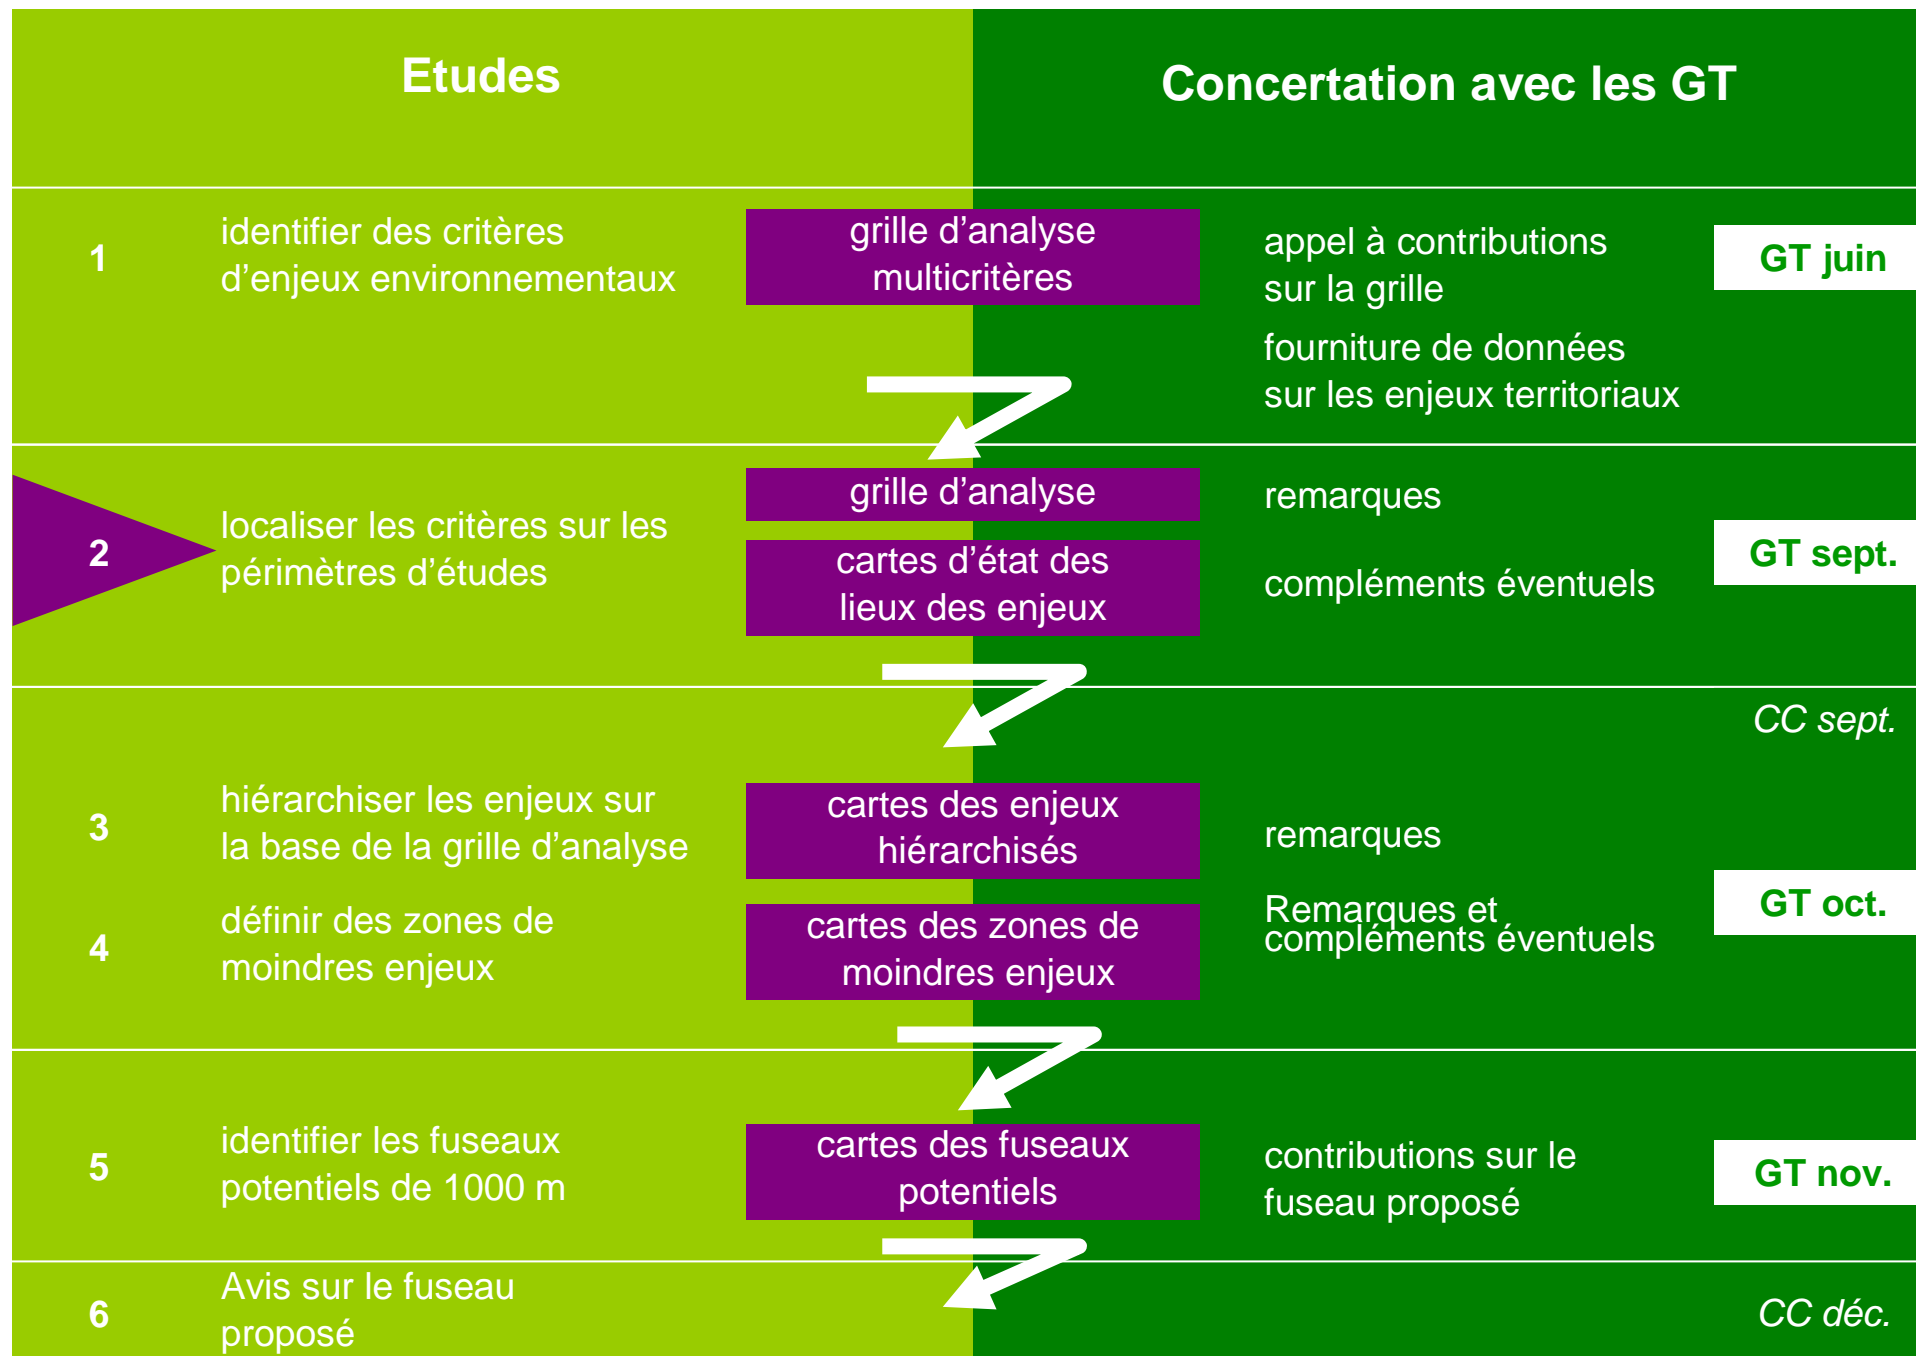 Etudes
Concertation avec les GT
1
identifier des critères
d’enjeux environnementaux
grille d’analyse
multicritères
appel à contributions
sur la grille
fourniture de données
sur les enjeux territoriaux
GT juin
2
localiser les critères sur les
périmètres d’études
grille d’analyse
cartes d’état des
lieux des enjeux
remarques
compléments éventuels
GT sept.
CC sept.
3
hiérarchiser les enjeux sur
la base de la grille d’analyse
cartes des enjeux
hiérarchisés
remarques
4
définir des zones de
moindres enjeux
cartes des zones de
moindres enjeux
Remarques et
compléments éventuels
GT oct.
5
identifier les fuseaux
potentiels de 1000 m
cartes des fuseaux
potentiels
contributions sur le
fuseau proposé
GT nov.
6
Avis sur le fuseau
proposé
CC déc.